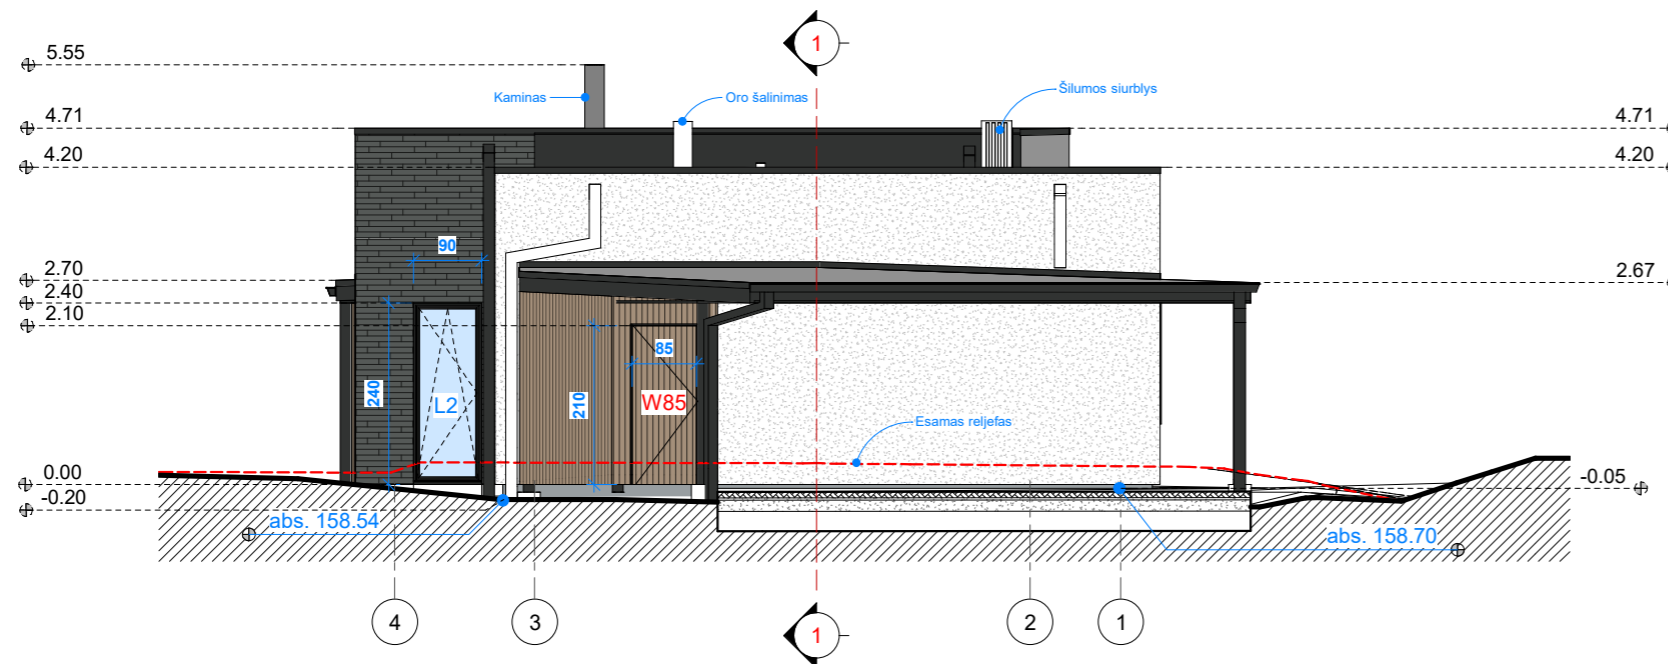 1
5.55
Kaminas
Oro šalinimas
Šilumos siurblys
4.71
4.71
4.20
4.20
90
2.70
2.67
2.40
2.10
85
240
L2
210
W85
Esamas reljefas
0.00
-0.05
-0.20
abs. 158.54
abs. 158.70
4
3
1
2
1